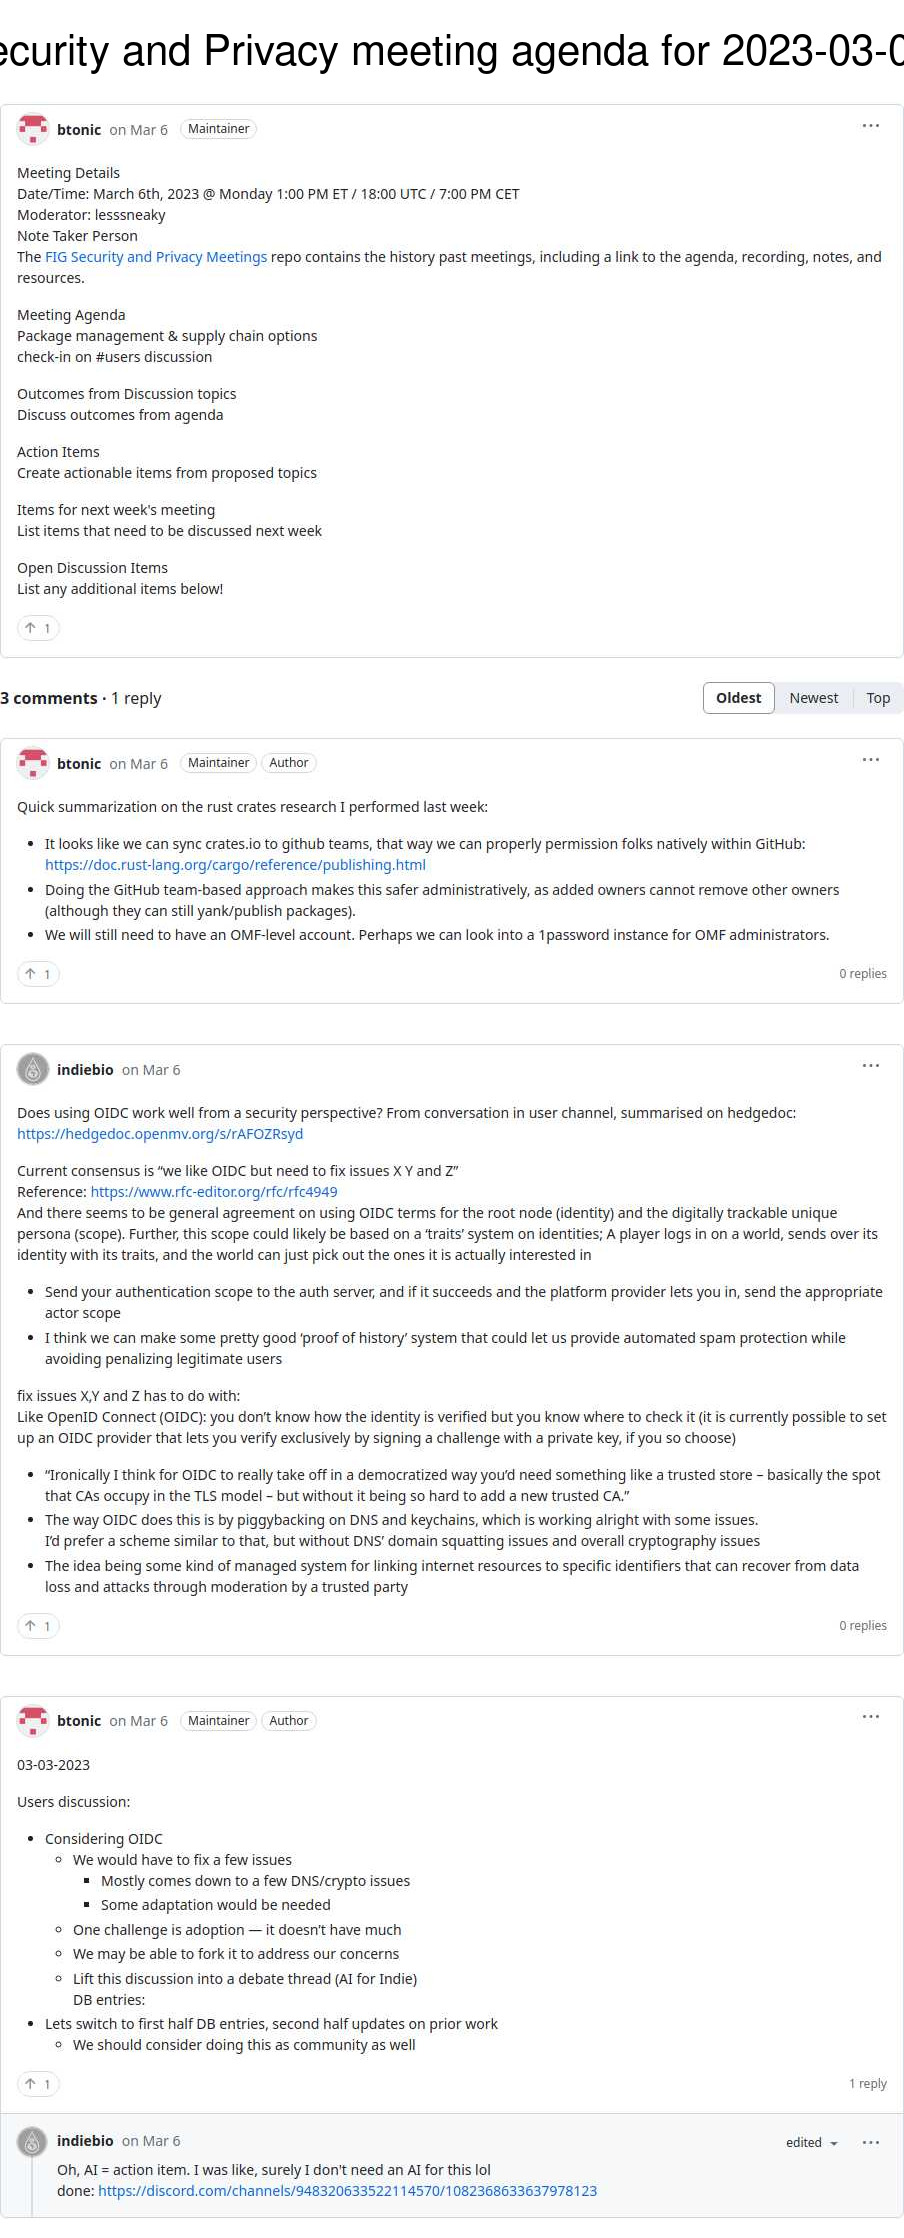 ecurity and Privacy meeting agenda for 2023-03-0
btonic on Mar 6 Maintainer
Meeting Details
Date/Time: March 6th, 2023 @ Monday 1:00 PM ET / 18:00 UTC / 7:00 PM CET
Moderator: lesssneaky
Note Taker Person
The FIG Security and Privacy Meetings repo contains the history past meetings, including a link to the agenda, recording, notes, and
resources.
Meeting Agenda
Package management & supply chain options
check-in on #users discussion
Outcomes from Discussion topics
Discuss outcomes from agenda
Action Items
Create actionable items from proposed topics
Items for next week's meeting
List items that need to be discussed next week
Open Discussion Items
List any additional items below!
↑ 1
3 comments · 1 reply Oldest Newest Top
btonic on Mar 6 Maintainer Author
Quick summarization on the rust crates research I performed last week:
• It looks like we can sync crates.io to github teams, that way we can properly permission folks natively within GitHub:
https://doc.rust-lang.org/cargo/reference/publishing.html
• Doing the GitHub team-based approach makes this safer administratively, as added owners cannot remove other owners
(although they can still yank/publish packages).
• We will still need to have an OMF-level account. Perhaps we can look into a 1password instance for OMF administrators.
↑ 1 0 replies
indiebio on Mar 6
Does using OIDC work well from a security perspective? From conversation in user channel, summarised on hedgedoc:
https://hedgedoc.openmv.org/s/rAFOZRsyd
Current consensus is “we like OIDC but need to fix issues X Y and Z”
Reference: https://www.rfc-editor.org/rfc/rfc4949
And there seems to be general agreement on using OIDC terms for the root node (identity) and the digitally trackable unique
persona (scope). Further, this scope could likely be based on a ‘traits’ system on identities; A player logs in on a world, sends over its
identity with its traits, and the world can just pick out the ones it is actually interested in
• Send your authentication scope to the auth server, and if it succeeds and the platform provider lets you in, send the appropriate
actor scope
• I think we can make some pretty good ‘proof of history’ system that could let us provide automated spam protection while
avoiding penalizing legitimate users
fix issues X,Y and Z has to do with:
Like OpenID Connect (OIDC): you don’t know how the identity is verified but you know where to check it (it is currently possible to set
up an OIDC provider that lets you verify exclusively by signing a challenge with a private key, if you so choose)
• “Ironically I think for OIDC to really take off in a democratized way you’d need something like a trusted store – basically the spot
that CAs occupy in the TLS model – but without it being so hard to add a new trusted CA.”
• The way OIDC does this is by piggybacking on DNS and keychains, which is working alright with some issues.
I’d prefer a scheme similar to that, but without DNS’ domain squatting issues and overall cryptography issues
• The idea being some kind of managed system for linking internet resources to specific identifiers that can recover from data
loss and attacks through moderation by a trusted party
↑ 1 0 replies
btonic on Mar 6 Maintainer Author
03-03-2023
Users discussion:
• Considering OIDC
◦ We would have to fix a few issues
▪ Mostly comes down to a few DNS/crypto issues
▪ Some adaptation would be needed
◦ One challenge is adoption — it doesn’t have much
◦ We may be able to fork it to address our concerns
◦ Lift this discussion into a debate thread (AI for Indie)
DB entries:
• Lets switch to first half DB entries, second half updates on prior work
◦ We should consider doing this as community as well
↑ 1 1 reply
indiebio on Mar 6 edited
Oh, AI = action item. I was like, surely I don't need an AI for this lol
done: https://discord.com/channels/948320633522114570/1082368633637978123